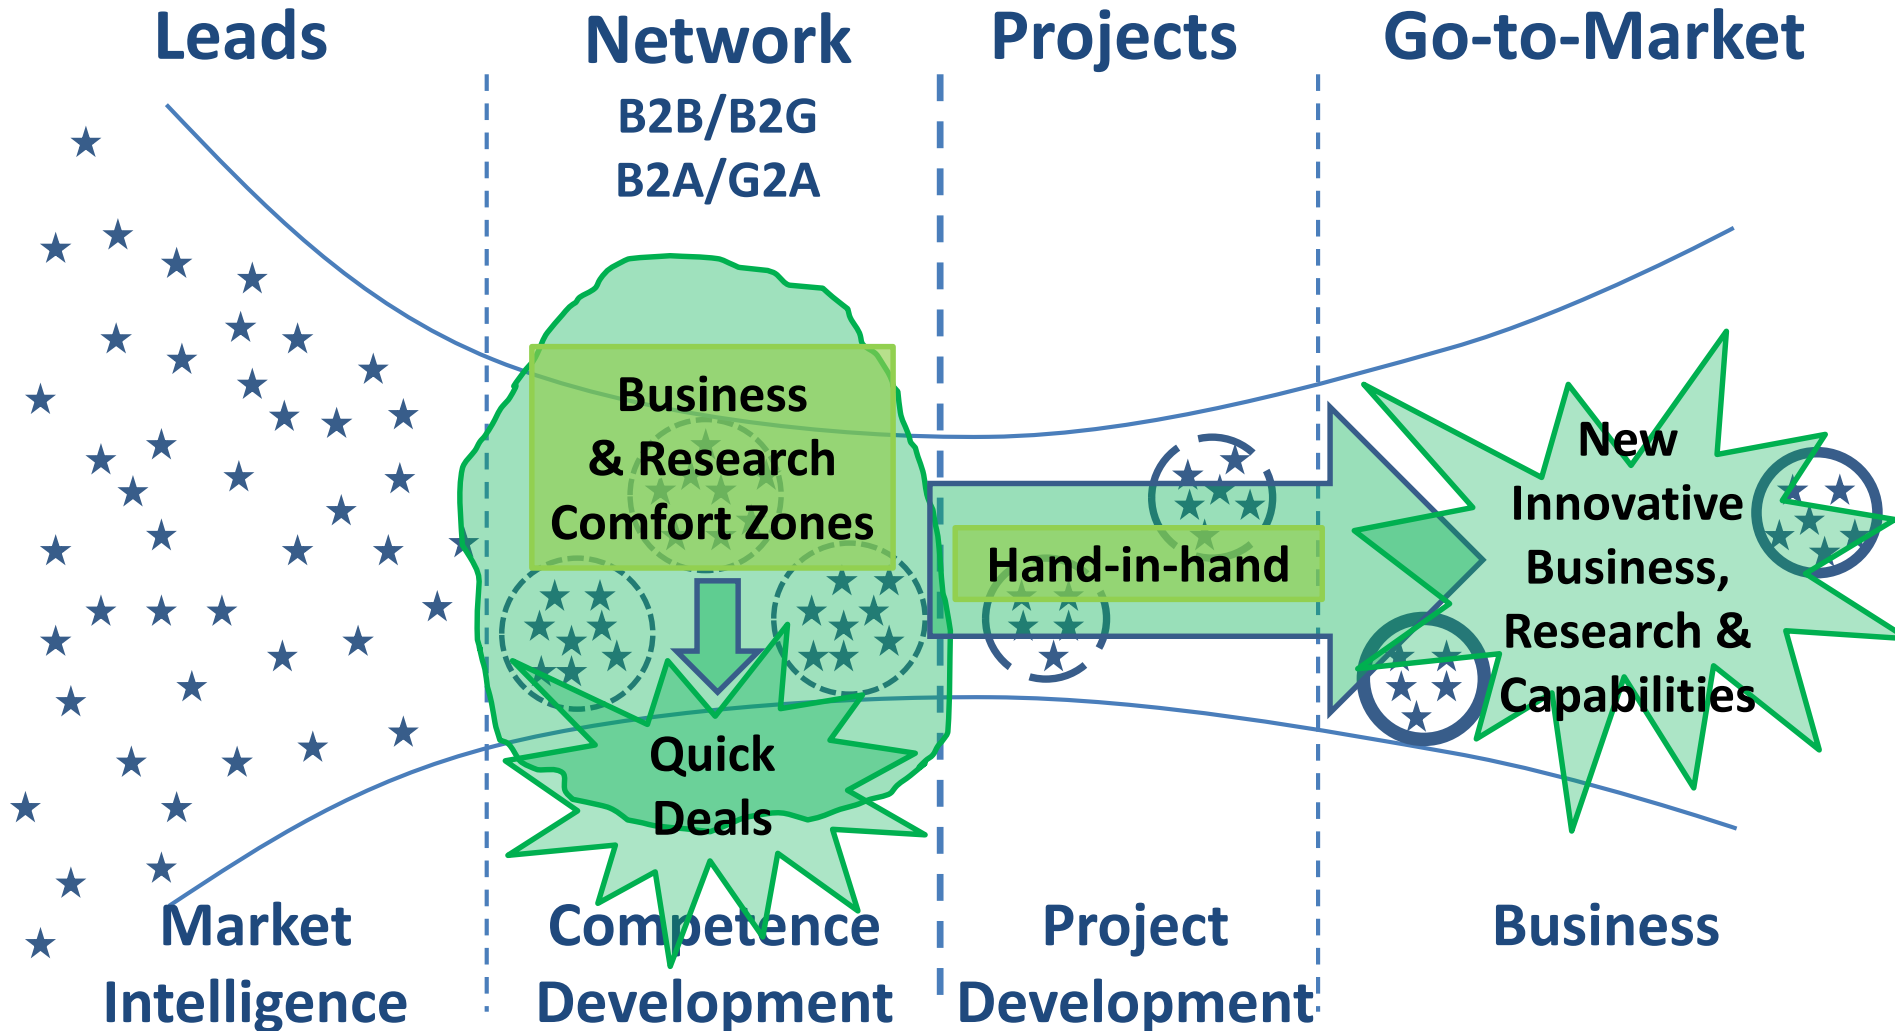 Leads
Network
Projects
Go-to-Market
B2B/B2G
B2A/G2A
Business
& Research
Comfort Zones
Quick
Deals
Hand-in-hand
New
Innovative
Business,
Research &
Capabilities
Market
Intelligence
Competence
Development
Project
Development
Business